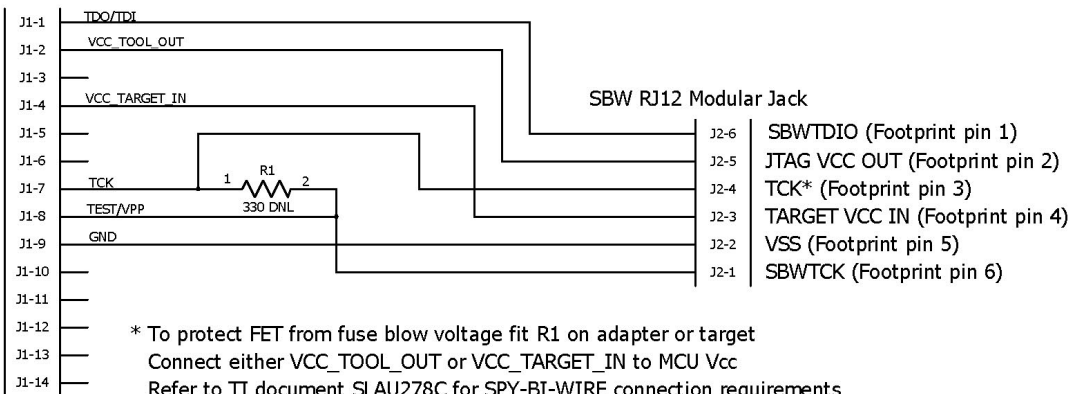 J1-1 TDO/TDI
J1-2 VCC_TOOL_OUT
J1-3
J1-4 VCC_TARGET_IN
SBW RJ12 Modular Jack
J1-5
J2-6 SBWTDIO (Footprint pin 1)
J1-6
J2-5 JTAG VCC OUT (Footprint pin 2)
J1-7 TCK 1 R1 2
330 DNL
J2-4 TCK* (Footprint pin 3)
J1-8 TEST/VPP
J2-3 TARGET VCC IN (Footprint pin 4)
J1-9 GND
J2-2 VSS (Footprint pin 5)
J1-10
J2-1 SBWTCK (Footprint pin 6)
J1-11
J1-12
* To protect FET from fuse blow voltage fit R1 on adapter or target
J1-13
Connect either VCC_TOOL_OUT or VCC_TARGET_IN to MCU Vcc
J1-14
Refer to TI document SLAU278C for SPY-BI-WIRE connection requirements